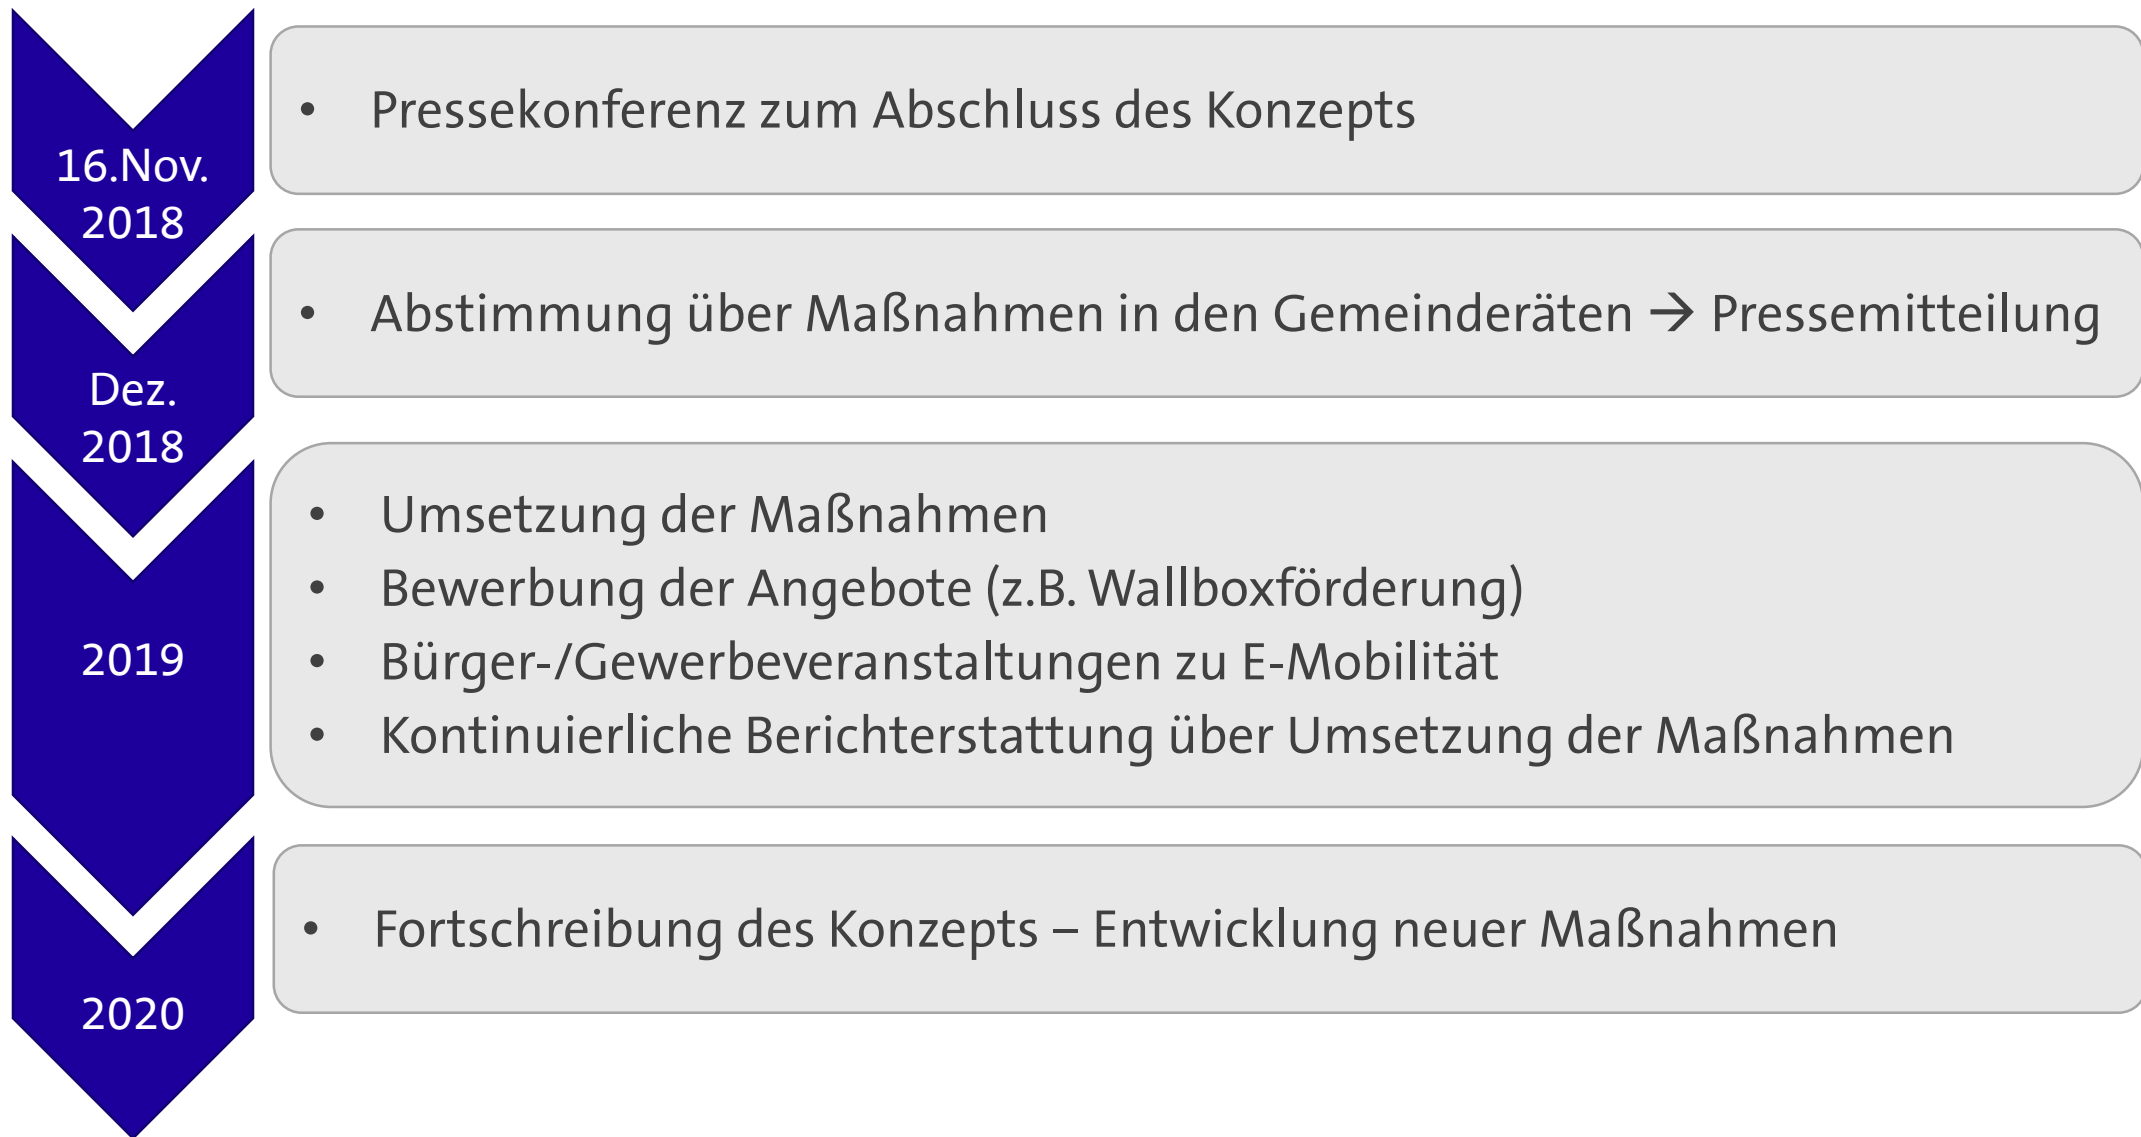 16.Nov.
2018
• Pressekonferenz zum Abschluss des Konzepts
Dez.
2018
• Abstimmung über Maßnahmen in den Gemeinderäten → Pressemitteilung
2019
• Umsetzung der Maßnahmen
• Bewerbung der Angebote (z.B. Wallboxförderung)
• Bürger-/Gewerbeveranstaltungen zu E-Mobilität
• Kontinuierliche Berichterstattung über Umsetzung der Maßnahmen
2020
• Fortschreibung des Konzepts – Entwicklung neuer Maßnahmen